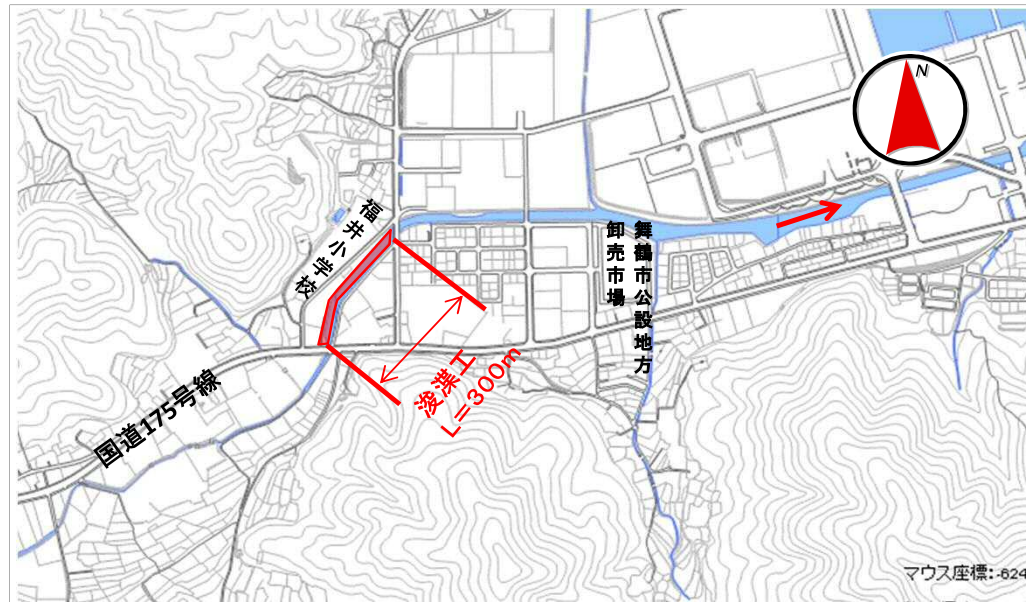 N
福井小学校
舞鶴市公設地方
卸売市場
浚渫工
L=300m
国道175号線
マウス座標:-624